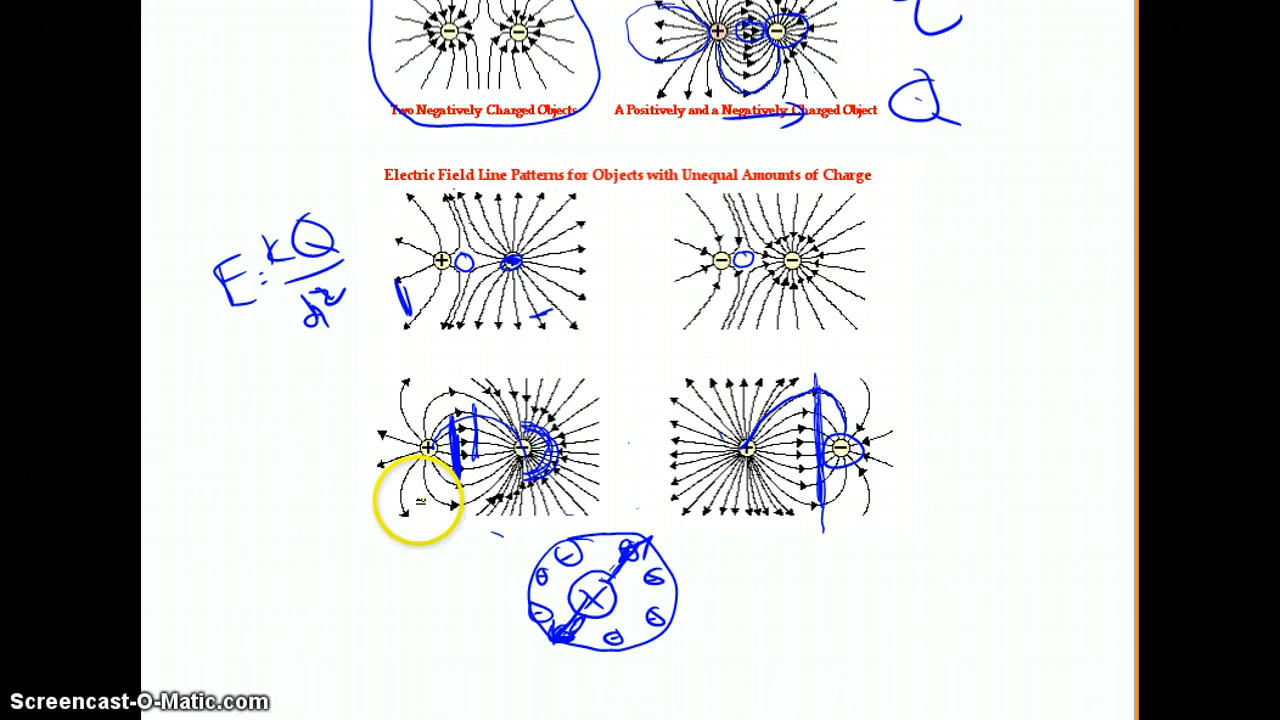 Two Negatively Charged Objects
A Positively and a Negatively Charged Object
Q
Electric Field Line Patterns for Objects with Unequal Amounts of Charge
E = kQ
d²
Screencast-O-Matic.com